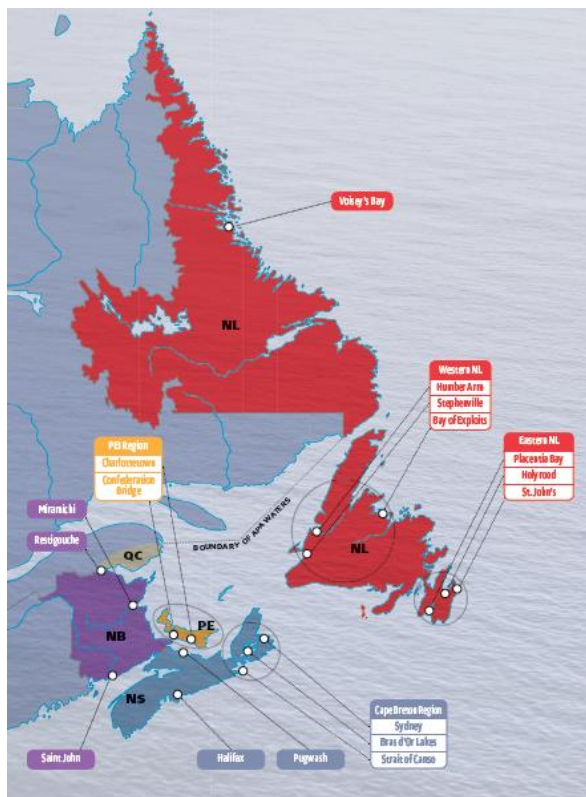 Voisey's Bay
NL
Western NL
Humber Arm
Stephenville
Bay of Exploits
PEI Region
Charlottetown
Confederation
Bridge
Eastern NL
Placentia Bay
Holyrood
St. John's
Miramichi
Restigouche
BOUNDARY OF APA WATERS
QC
NL
PE
NB
NS
Cape Breton Region
Sydney
Bras d'Or Lakes
Strait of Canso
Saint John
Halifax
Pugwash